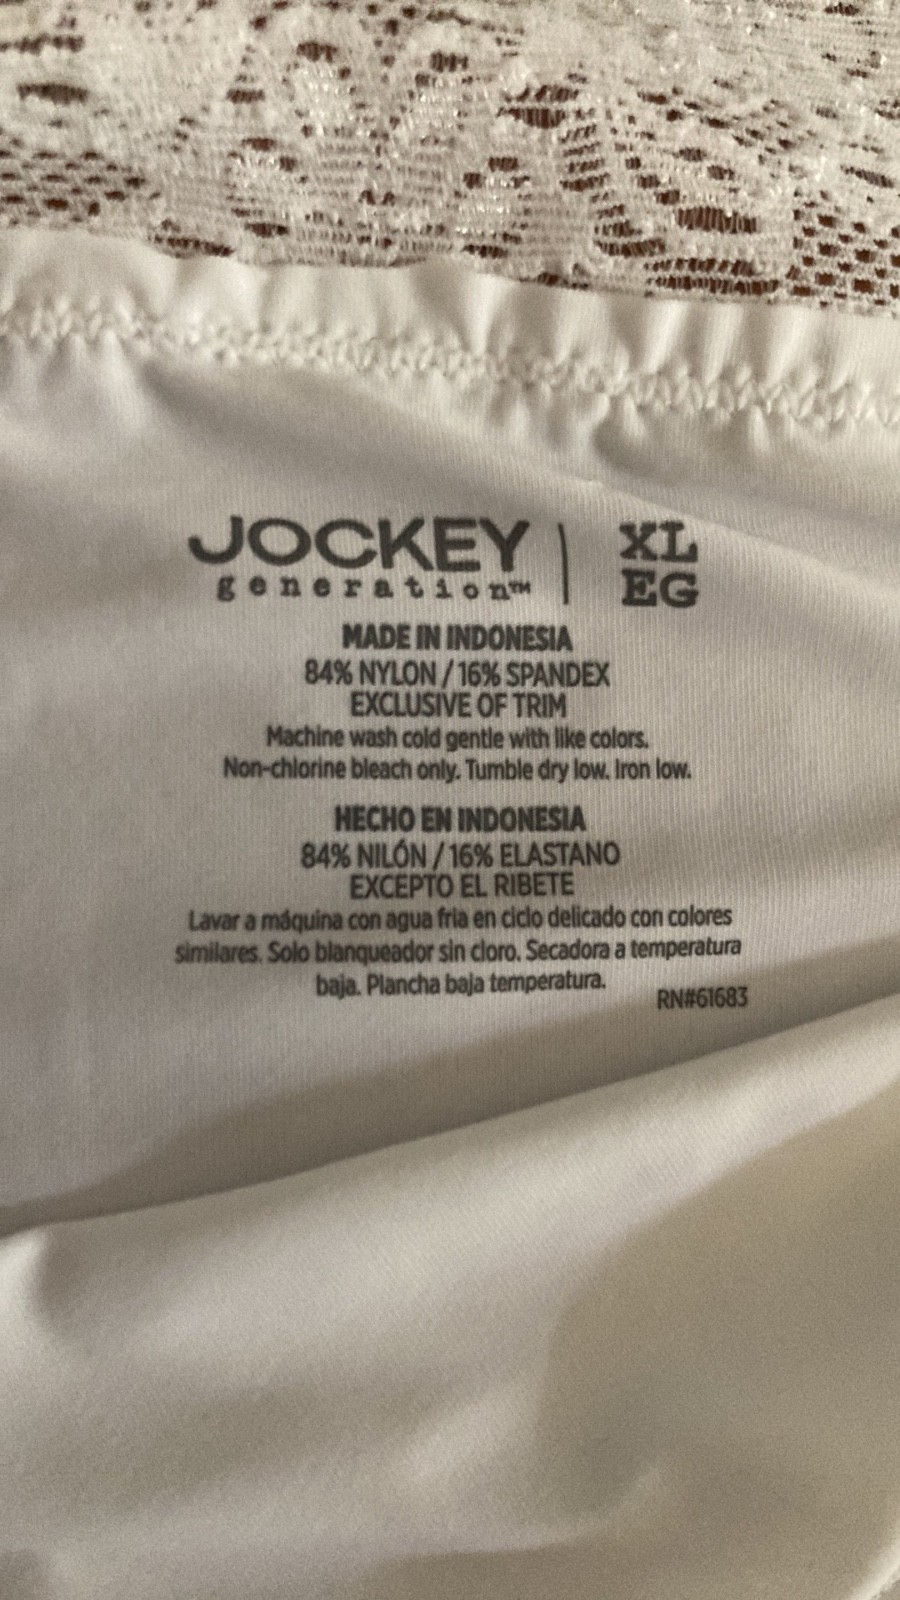 JOCKEY | XL
generation™ EG
MADE IN INDONESIA
84% NYLON / 16% SPANDEX
EXCLUSIVE OF TRIM
Machine wash cold gentle with like colors.
Non-chlorine bleach only. Tumble dry low. Iron low.
HECHO EN INDONESIA
84% NILÓN / 16% ELASTANO
EXCEPTO EL RIBETE
Lavar a máquina con agua fria en ciclo delicado con colores
similares. Solo blanqueador sin cloro. Secadora a temperatura
baja. Plancha baja temperatura.
RN#61683